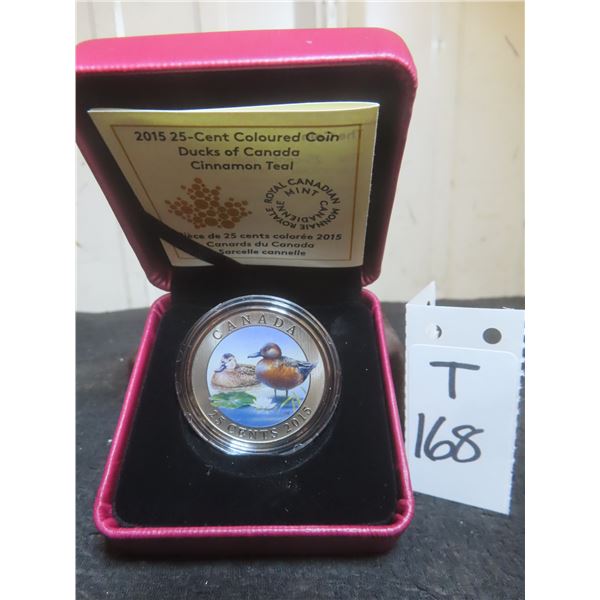 2015 25-Cent Coloured Coin
Ducks of Canada
Cinnamon Teal
ROYAL CANADIAN MINT
MONNAIE ROYALE CANADIENNE
ièce de 25 cents colorée 2015
Canards du Canada
Sarcelle cannelle
CANADA
25 CENTS 2015
T
168